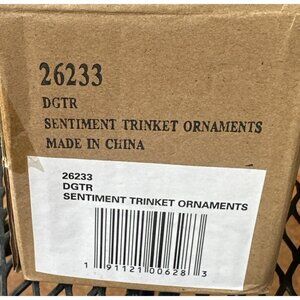 26233
DGTR
SENTIMENT TRINKET ORNAMENTS
MADE IN CHINA
26233
DGTR
SENTIMENT TRINKET ORNAMENTS
1 91121 00628 3